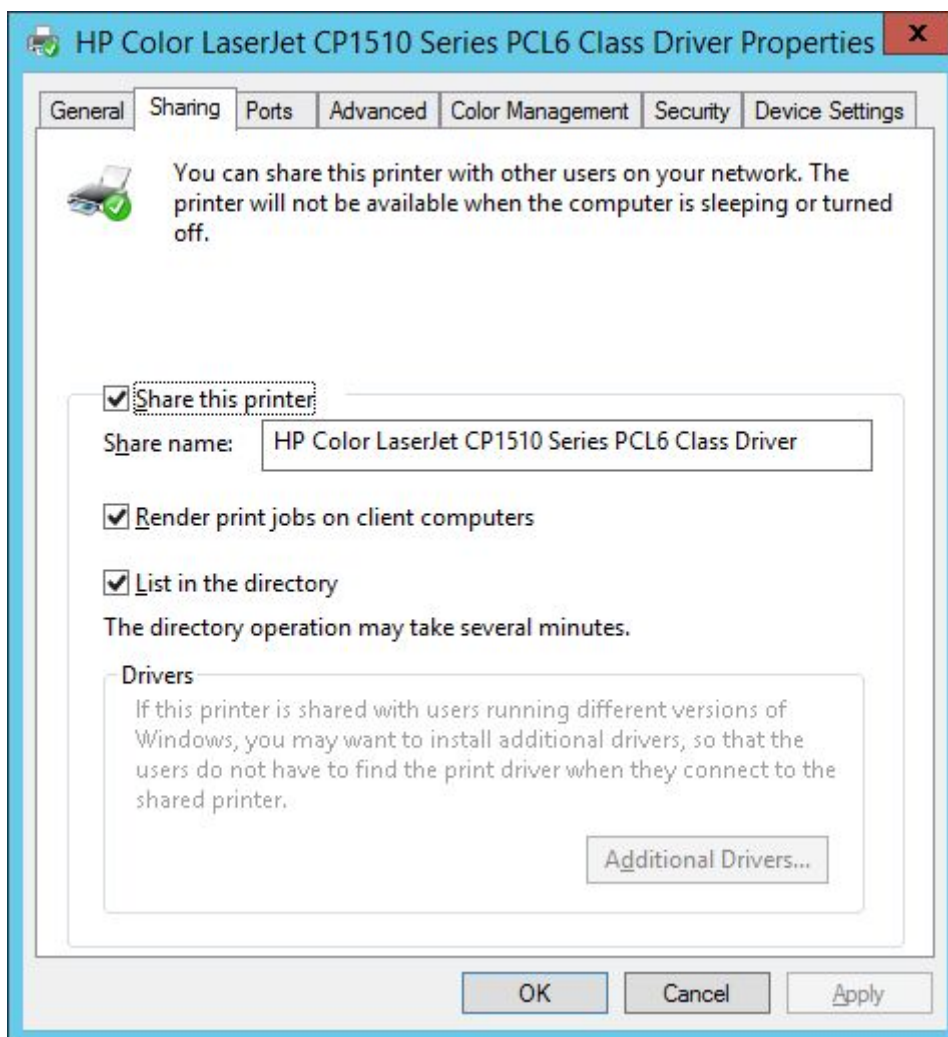 HP Color LaserJet CP1510 Series PCL6 Class Driver Properties x
General Sharing Ports Advanced Color Management Security Device Settings
You can share this printer with other users on your network. The
printer will not be available when the computer is sleeping or turned
off.
Share this printer
Share name: HP Color LaserJet CP1510 Series PCL6 Class Driver
Render print jobs on client computers
List in the directory
The directory operation may take several minutes.
Drivers
If this printer is shared with users running different versions of
Windows, you may want to install additional drivers, so that the
users do not have to find the print driver when they connect to the
shared printer.
Additional Drivers...
OK Cancel Apply